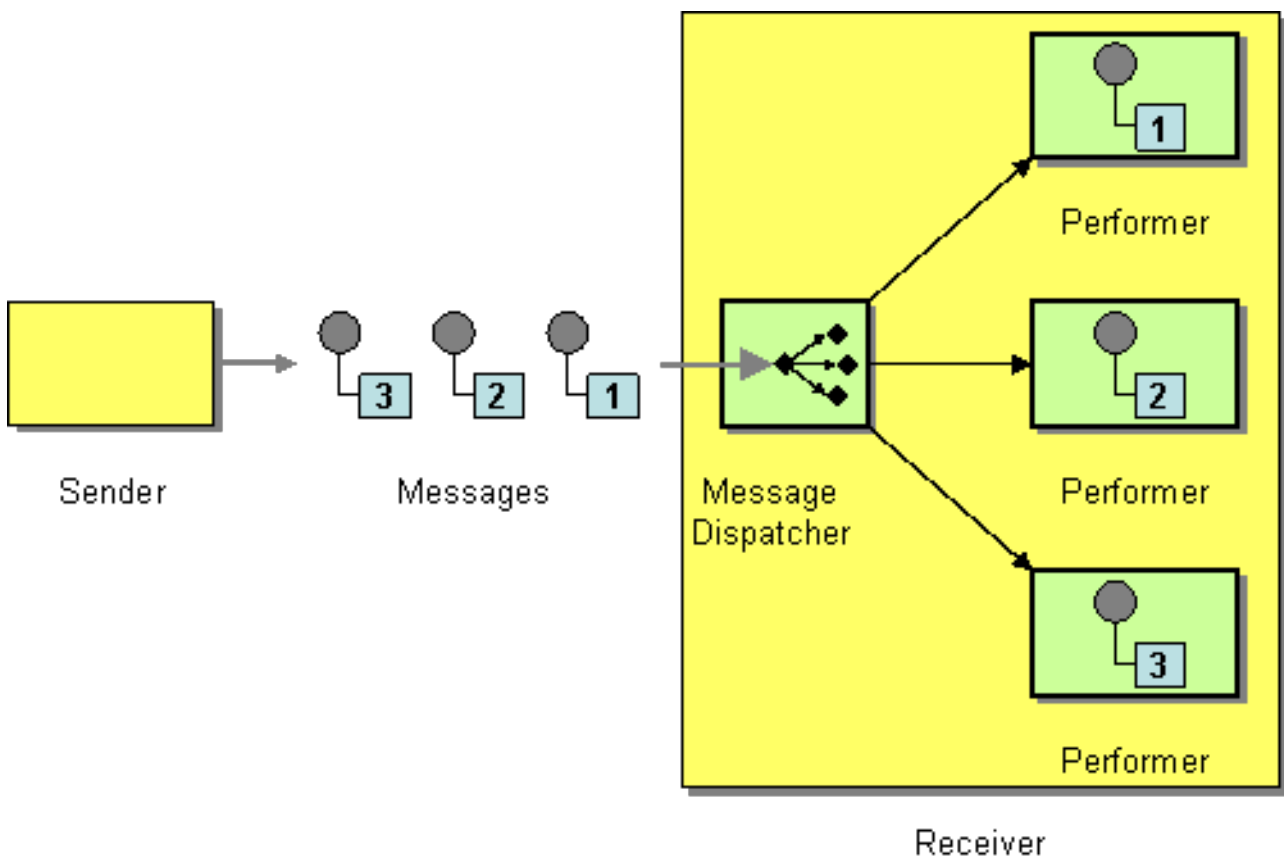 1
Performer
3 2 1
2
Sender
Messages
Message
Dispatcher
Performer
3
Performer
Receiver